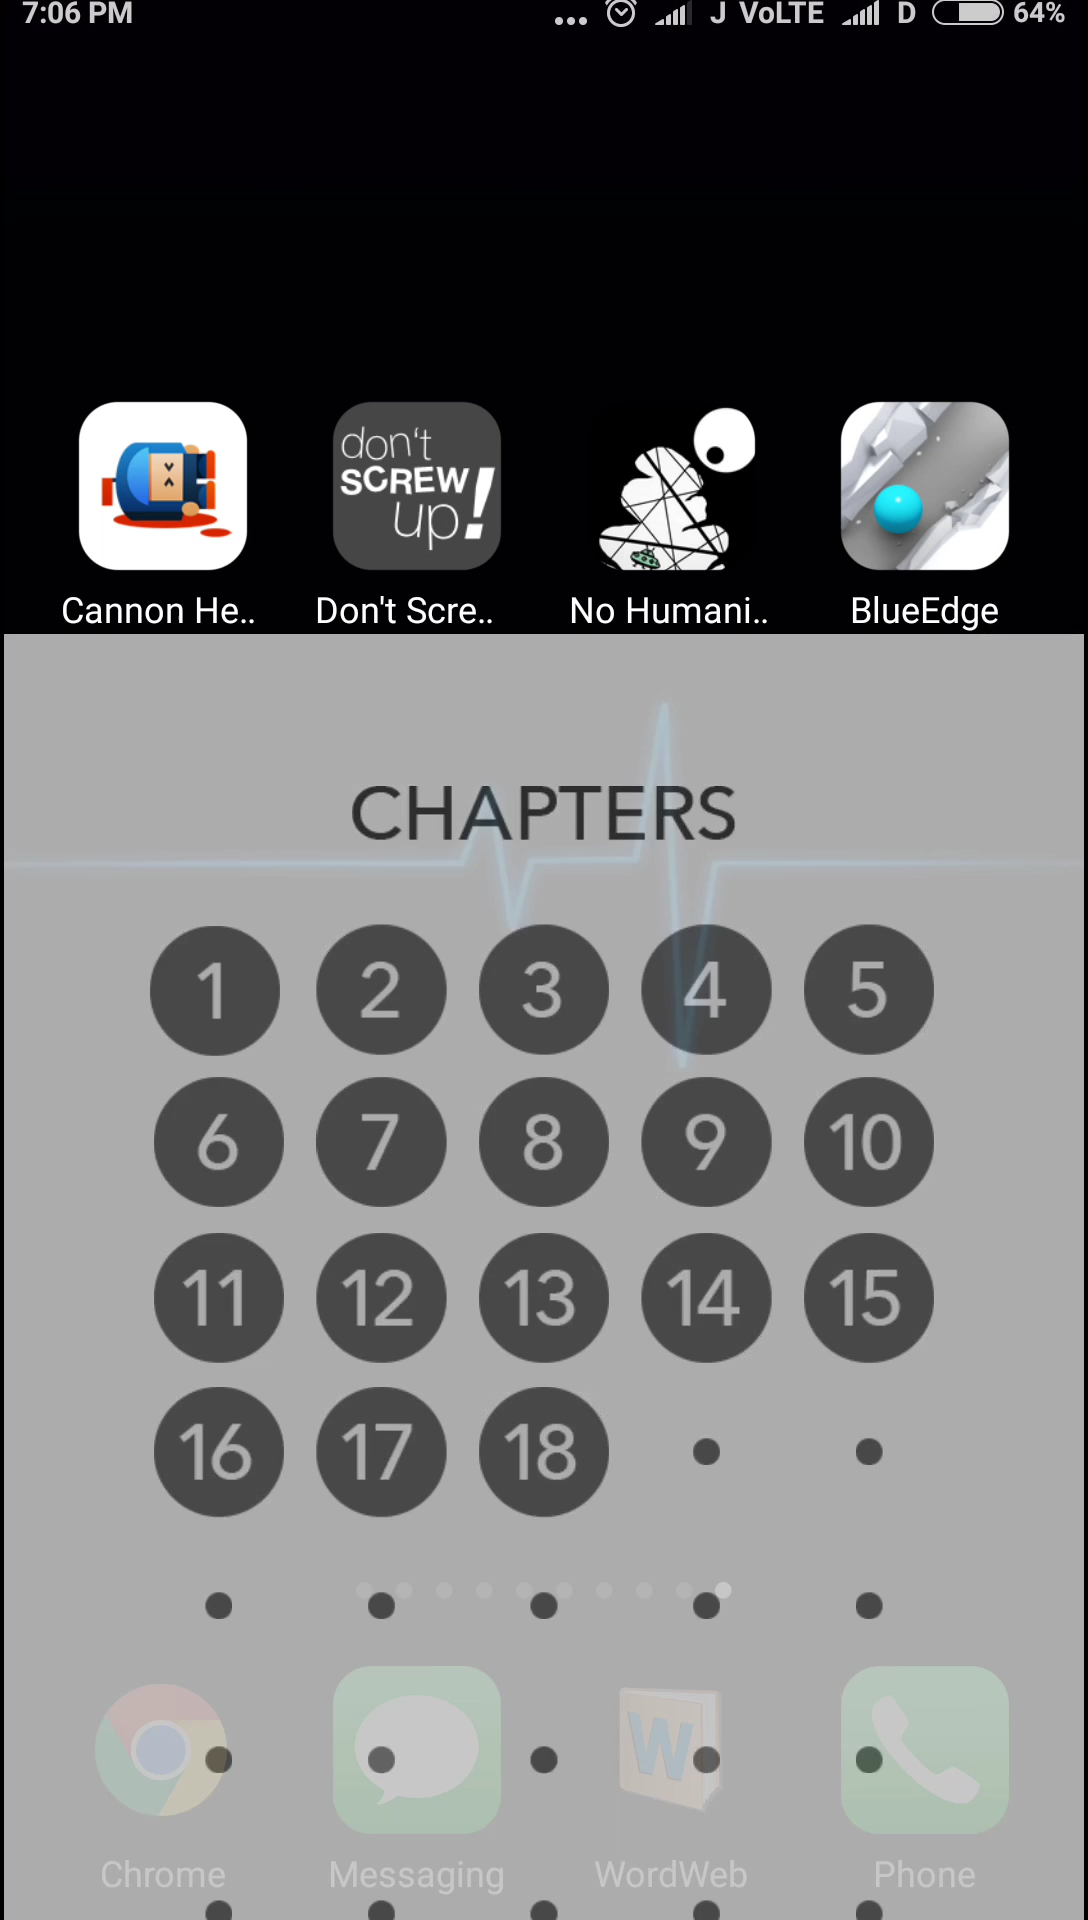 7:06 PM ... J VoLTE D 64%
don't
SCREW
up!
Cannon He.. Don't Scre.. No Humani.. BlueEdge
CHAPTERS
1 2 3 4 5
6 7 8 9 10
11 12 13 14 15
16 17 18
W
Chrome Messaging WordWeb Phone